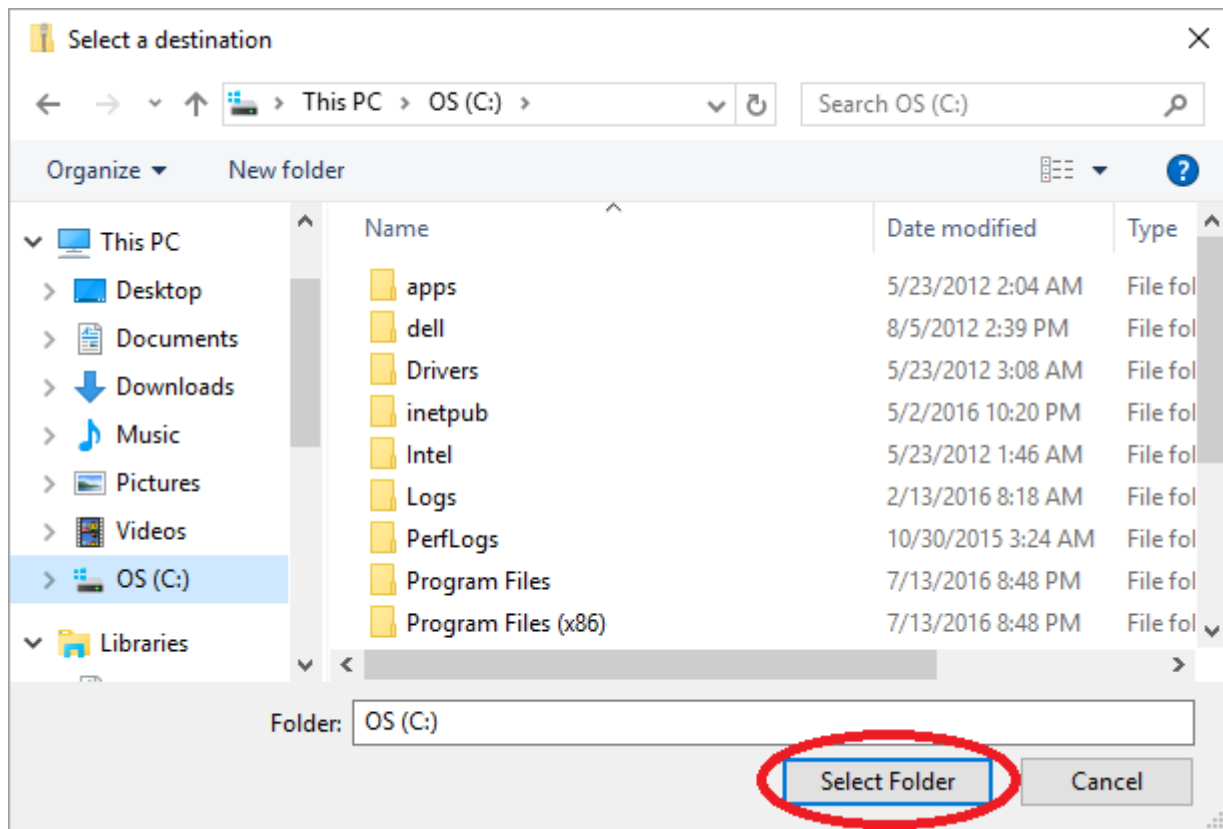 Select a destination
This PC > OS (C:) >
Search OS (C:)
Organize
New folder
This PC
Desktop
Documents
Downloads
Music
Pictures
Videos
OS (C:)
Libraries
Name Date modified Type
apps 5/23/2012 2:04 AM File fol
dell 8/5/2012 2:39 PM File fol
Drivers 5/23/2012 3:08 AM File fol
inetpub 5/2/2016 10:20 PM File fol
Intel 5/23/2012 1:46 AM File fol
Logs 2/13/2016 8:18 AM File fol
PerfLogs 10/30/2015 3:24 AM File fol
Program Files 7/13/2016 8:48 PM File fol
Program Files (x86) 7/13/2016 8:48 PM File fol
Folder: OS (C:)
Select Folder
Cancel